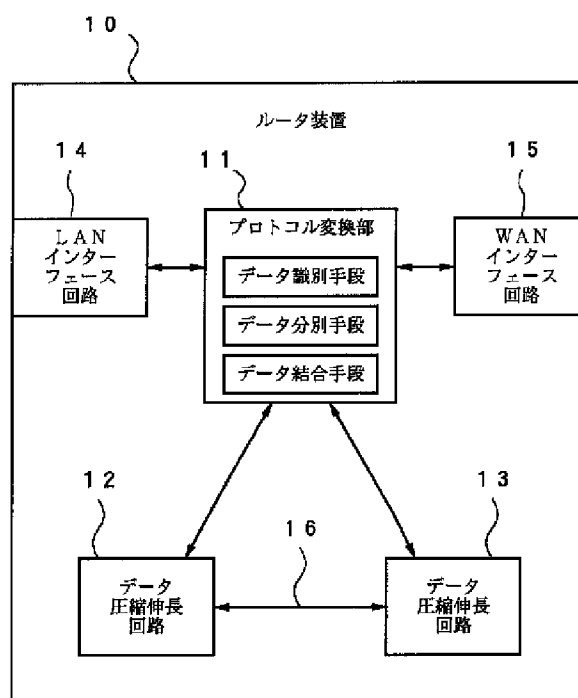 10
ルータ装置
14
11
15
LAN
インター
フェース
回路
プロトコル変換部
データ識別手段
データ分別手段
データ結合手段
WAN
インター
フェース
回路
12
16
13
データ
圧縮伸長
回路
データ
圧縮伸長
回路